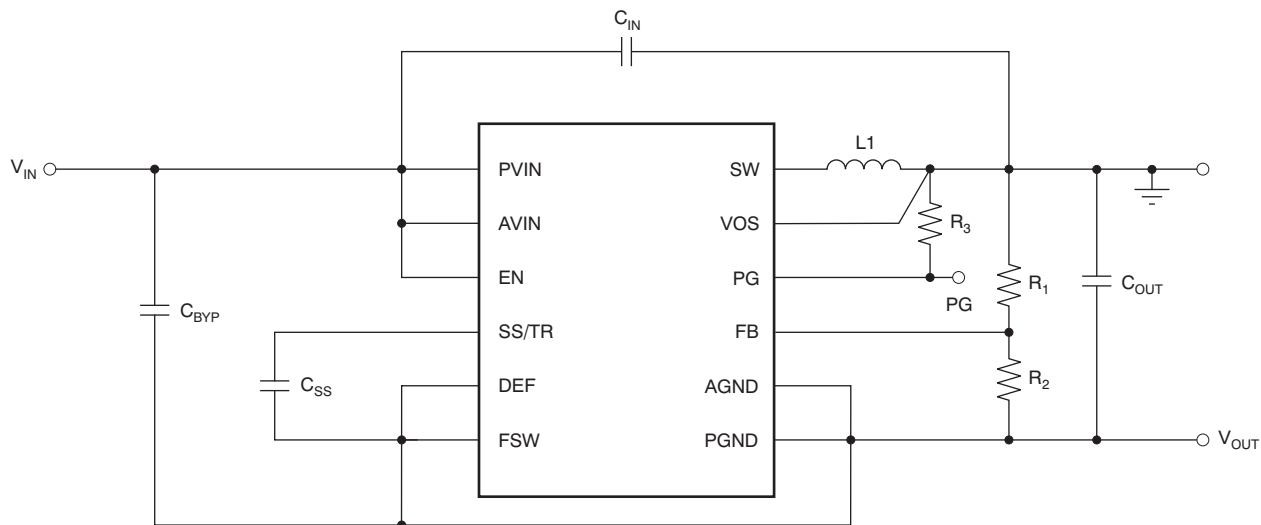 C_IN
V_IN
PVIN
SW
L1
AVIN
VOS
R_3
EN
PG
PG
R_1
C_OUT
C_BYP
SS/TR
FB
C_SS
DEF
AGND
R_2
FSW
PGND
V_OUT